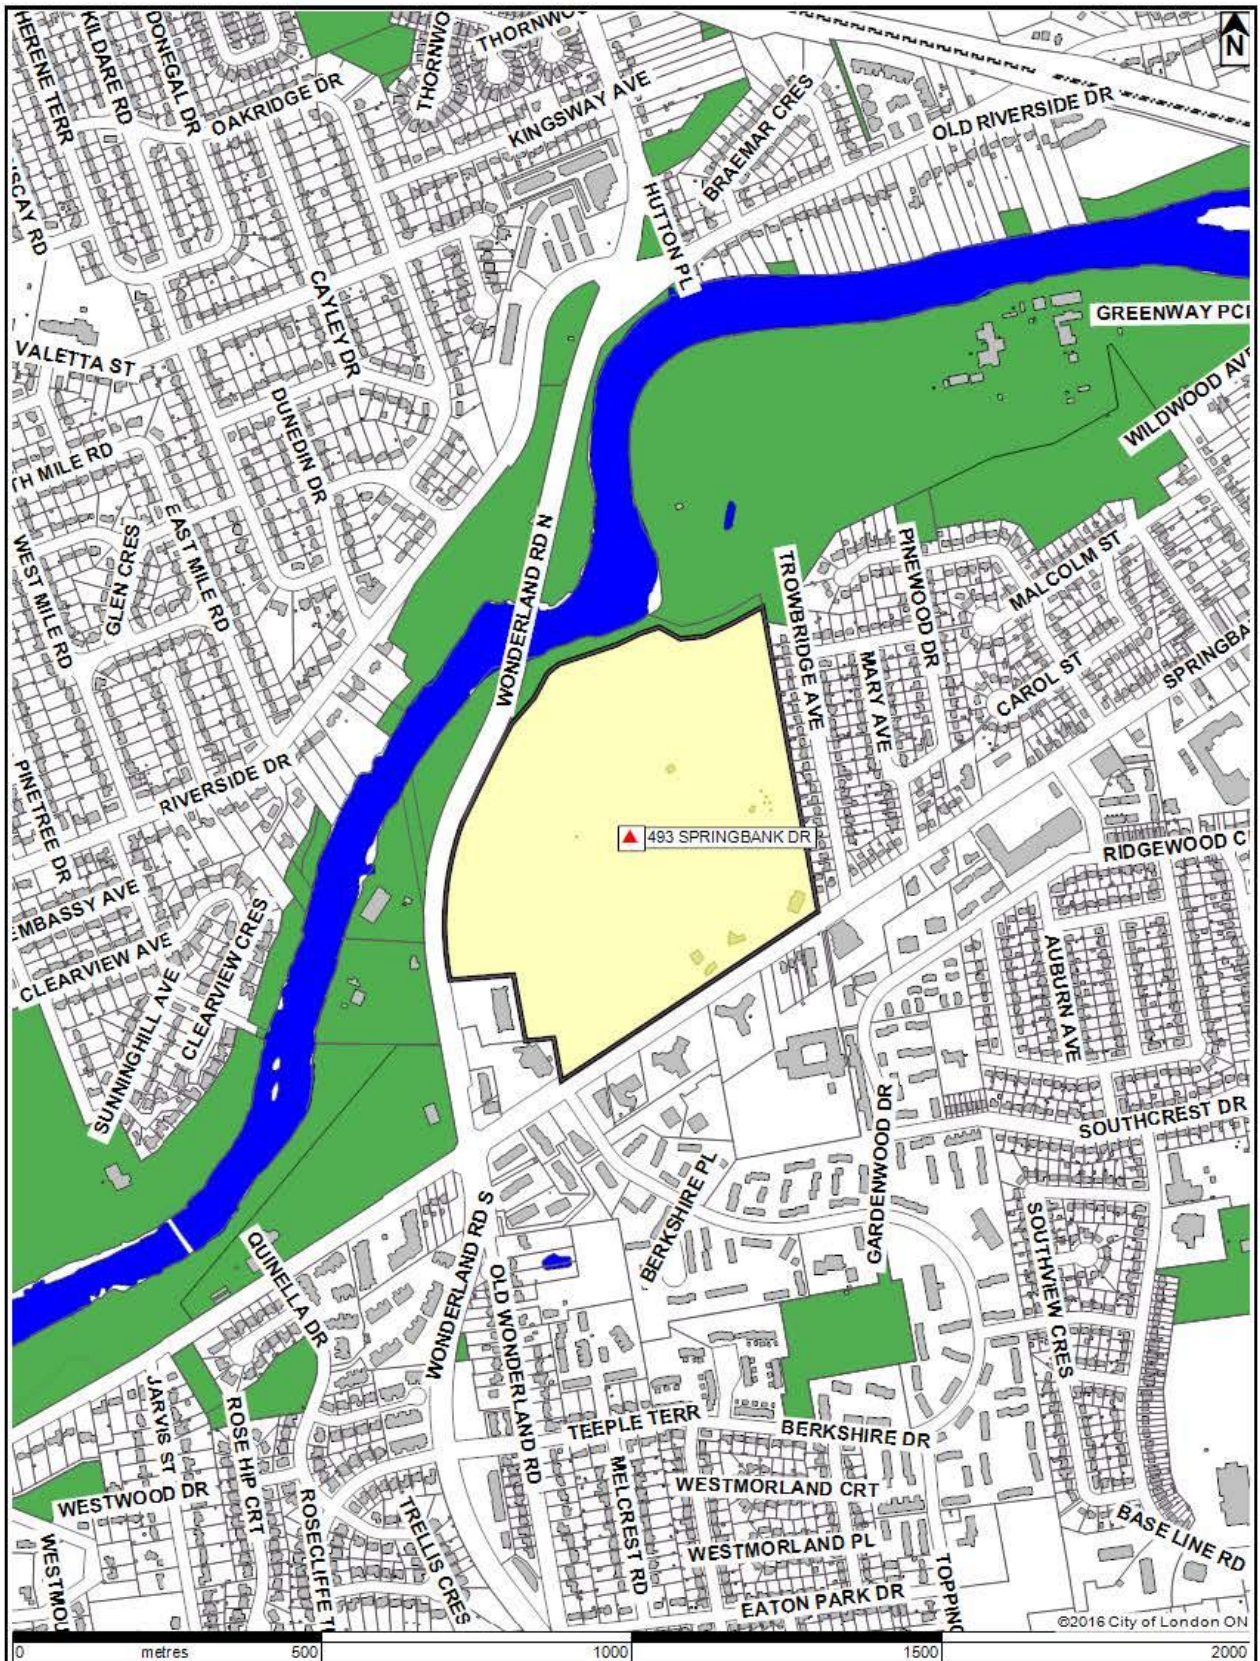 N
HERENE TERR
KILDARE RD
DONEGAL DR
OAKRIDGE DR
KINGSWAY AVE
BRAEMAR CRES
OLD RIVERSIDE DR
HUTTON PL
CAYLEY DR
VALETTA ST
DUNEDIN DR
GREENWAY
WILDWOOD
MILE RD
GLEN CRES
EAST MILE RD
WEST MILE RD
WONDERLAND RD N
TROWBRIDGE AVE
PINEWOOD DR
MALCOLM ST
MARY AVE
CAROL ST
PINETREE DR
RIVERSIDE DR
493 SPRINGBANK DR
RIDGEWOOD
EMBASSY AVE
CLEARVIEW AVE
CLEARVIEW CRES
SUNNINGHILL AVE
AUBURN AVE
SOUTHCREST DR
GARDENWOOD DR
BERKSHIRE PL
WONDERLAND RD S
QUINELLA DR
OLD WONDERLAND RD
SOUTHVIEW CRES
JARVIS ST
ROSE HIP CRT
TEEPLE TERR
BERKSHIRE DR
WESTWOOD DR
ROSECLIFFE
TRELLIS CRES
MELCREST RD
WESTMORLAND CRT
WESTMORLAND PL
EATON PARK DR
BASE LINE RD
©2016 City of London ON
0 metres 500 1000 1500 2000